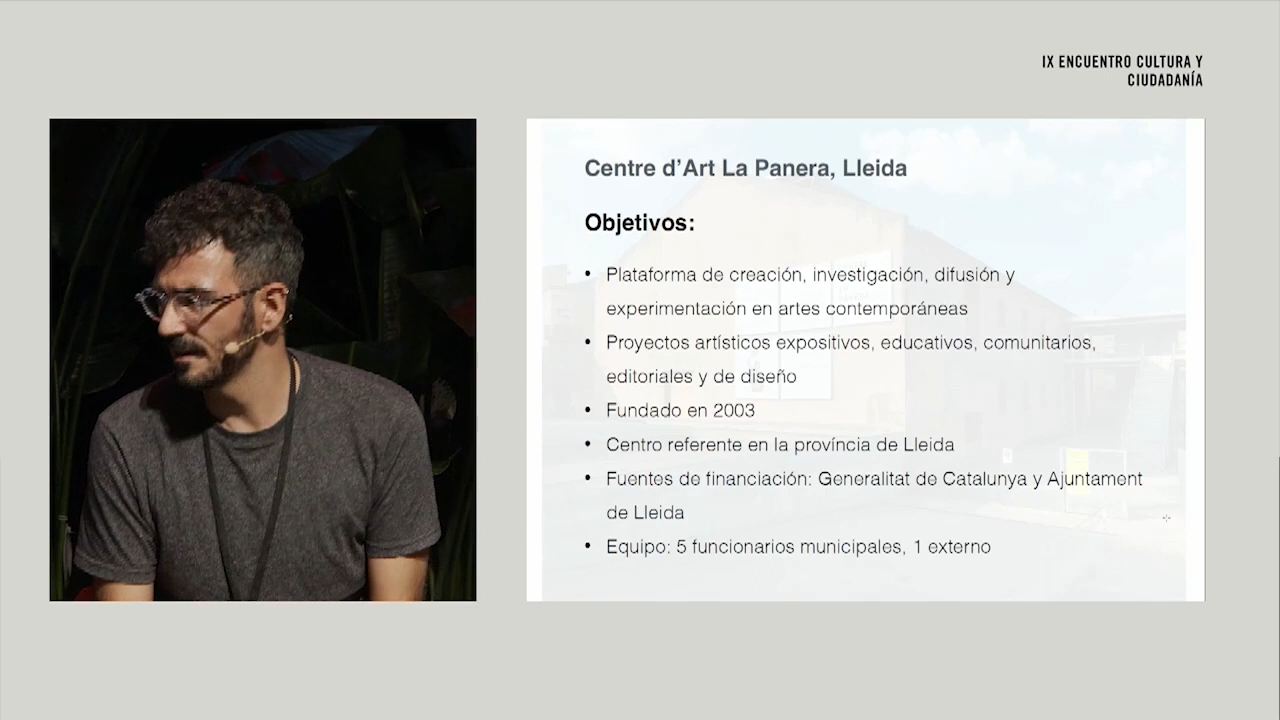 IX ENCUENTRO CULTURA Y
CIUDADANÍA
Centre d’Art La Panera, Lleida
Objetivos:
• Plataforma de creación, investigación, difusión y
experimentación en artes contemporáneas
• Proyectos artísticos expositivos, educativos, comunitarios,
editoriales y de diseño
• Fundado en 2003
• Centro referente en la província de Lleida
• Fuentes de financiación: Generalitat de Catalunya y Ajuntament
de Lleida
• Equipo: 5 funcionarios municipales, 1 externo